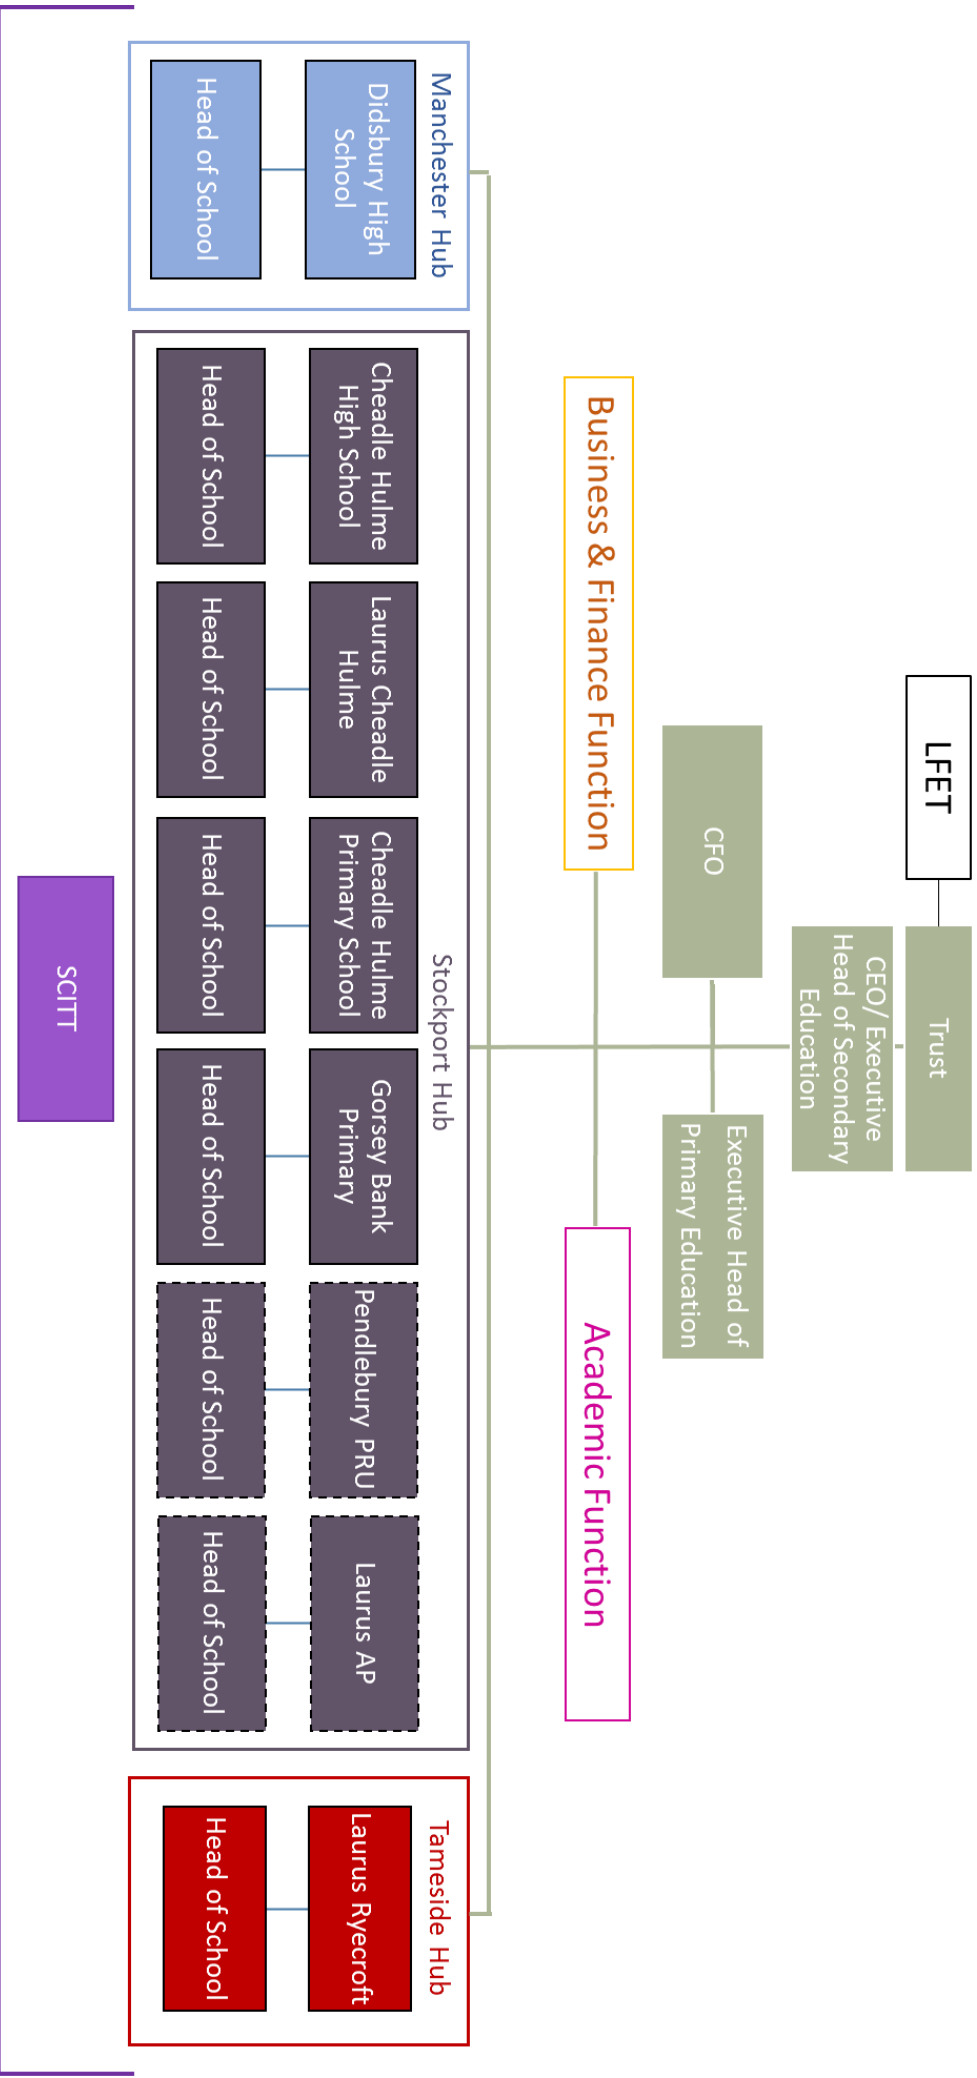 LFET
Trust
CEO/ Executive
Head of Secondary
Education
CFO
Executive Head of
Primary Education
Business & Finance Function
Academic Function
Manchester Hub
Didsbury High
School
Head of School
Stockport Hub
Cheadle Hulme
High School
Laurus Cheadle
Hulme
Cheadle Hulme
Primary School
Gorsey Bank
Primary
Pendlebury PRU
Laurus AP
Head of School
Head of School
Head of School
Head of School
Head of School
Head of School
Tameside Hub
Laurus Ryecroft
Head of School
SCITT